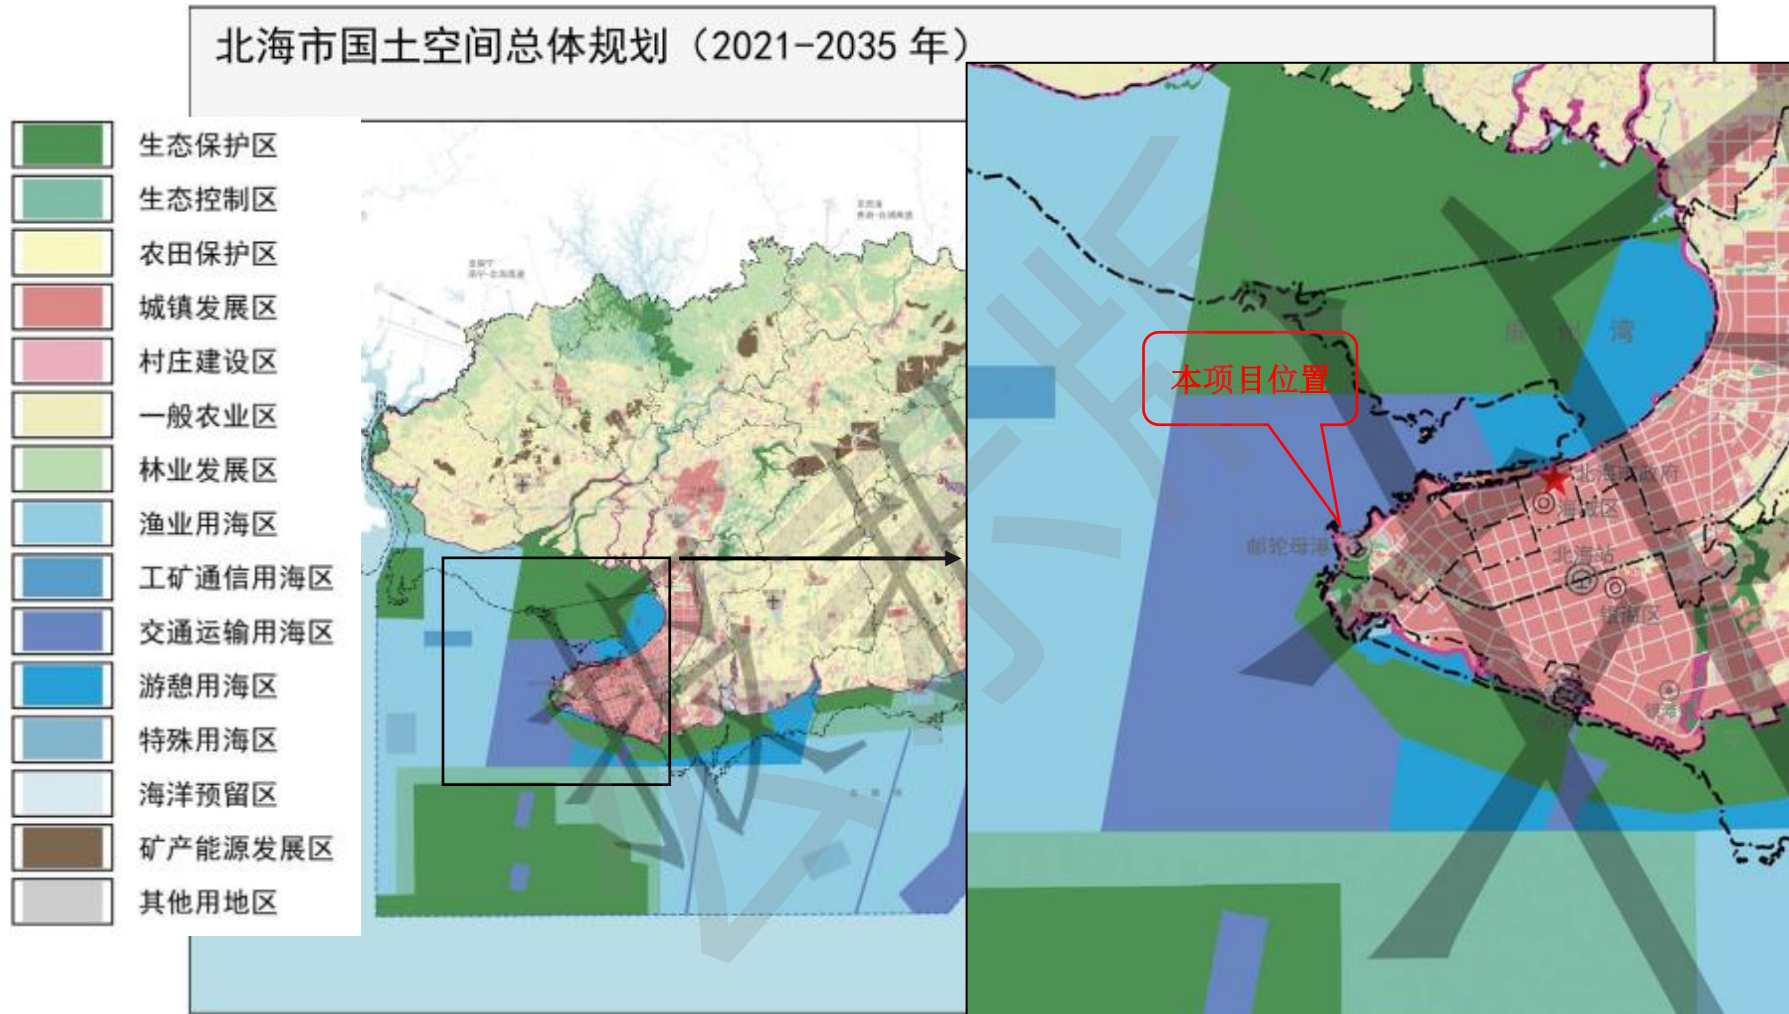 北海市国土空间总体规划（2021-2035 年）
生态保护区
生态控制区
农田保护区
城镇发展区
村庄建设区
一般农业区
林业发展区
渔业用海区
工矿通信用海区
交通运输用海区
游憩用海区
特殊用海区
海洋预留区
矿产能源发展区
其他用地区
廉 州 湾
本项目位置
北海市政府
海城区
邮轮母港
北海站
银海区